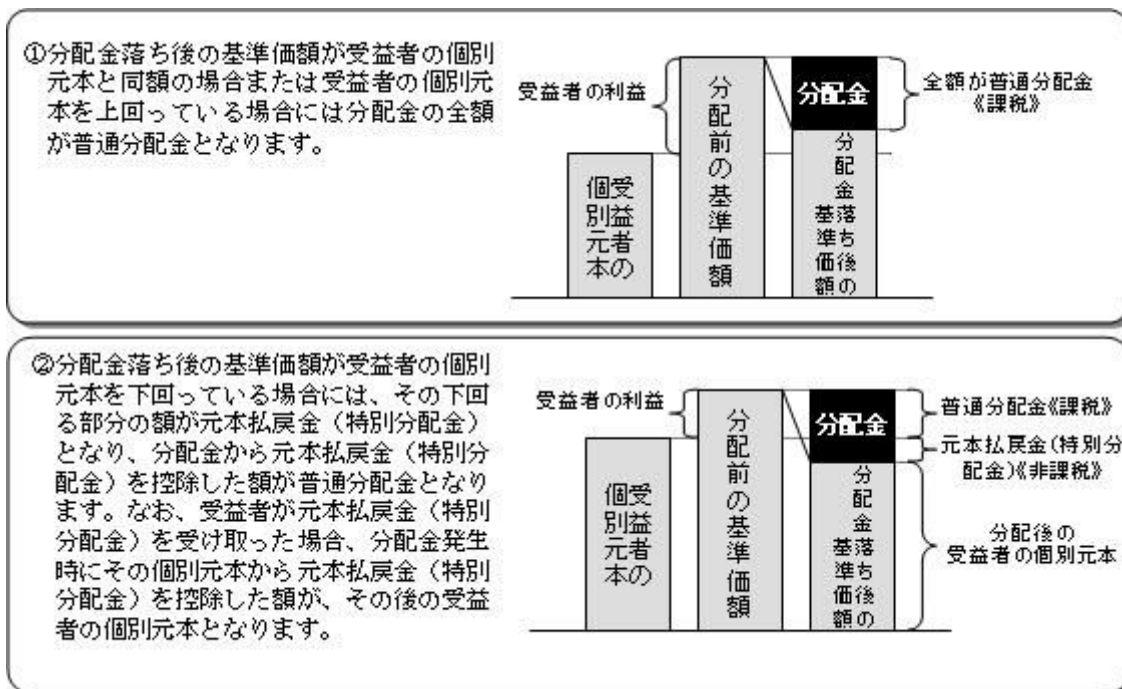 ①分配金落ち後の基準価額が受益者の個別
元本と同額の場合または受益者の個別元
本を上回っている場合には分配金の全額
が普通分配金となります。
受益者の利益
受益者の
個別元本
分配前の基準価額
分配金
分配金落ち後の
基準価額
全額が普通分配金
《課税》
②分配金落ち後の基準価額が受益者の個別
元本を下回っている場合には、その下回
る部分の額が元本払戻金（特別分配金）
となり、分配金から元本払戻金（特別分
配金）を控除した額が普通分配金となり
ます。なお、受益者が元本払戻金（特別
分配金）を受け取った場合、分配金発生
時にその個別元本から元本払戻金（特別
分配金）を控除した額が、その後の受益
者の個別元本となります。
受益者の利益
受益者の
個別元本
分配前の基準価額
分配金
分配金落ち後の
基準価額
普通分配金《課税》
元本払戻金(特別分
配金)《非課税》
分配後の
受益者の個別元本